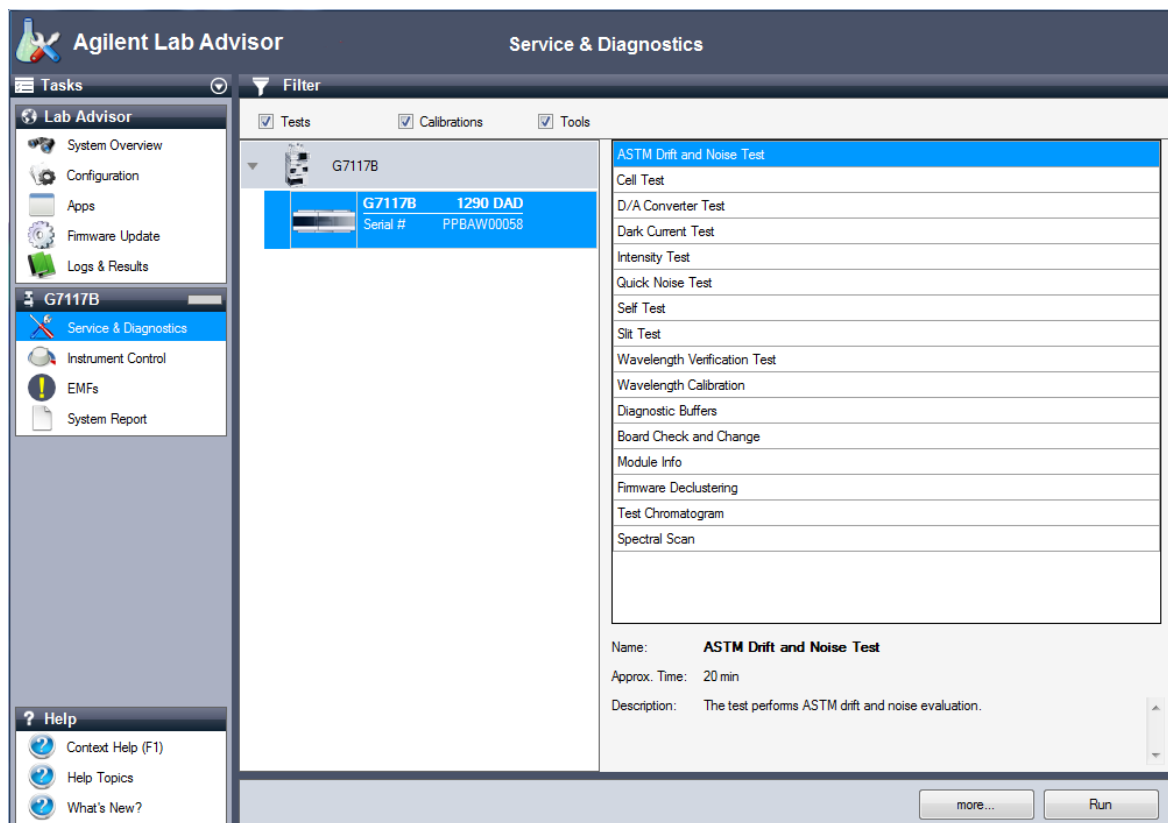 Agilent Lab Advisor
Service & Diagnostics
Tasks
Filter
Lab Advisor
System Overview
Configuration
Apps
Firmware Update
Logs & Results
G7117B
Service & Diagnostics
Instrument Control
EMFs
System Report
Help
Context Help (F1)
Help Topics
What's New?
Tests Calibrations Tools
G7117B
G7117B 1290 DAD
Serial # PPBAW00058
ASTM Drift and Noise Test
Cell Test
D/A Converter Test
Dark Current Test
Intensity Test
Quick Noise Test
Self Test
Slit Test
Wavelength Verification Test
Wavelength Calibration
Diagnostic Buffers
Board Check and Change
Module Info
Firmware Declustering
Test Chromatogram
Spectral Scan
Name: ASTM Drift and Noise Test
Approx. Time: 20 min
Description: The test performs ASTM drift and noise evaluation.
more... Run